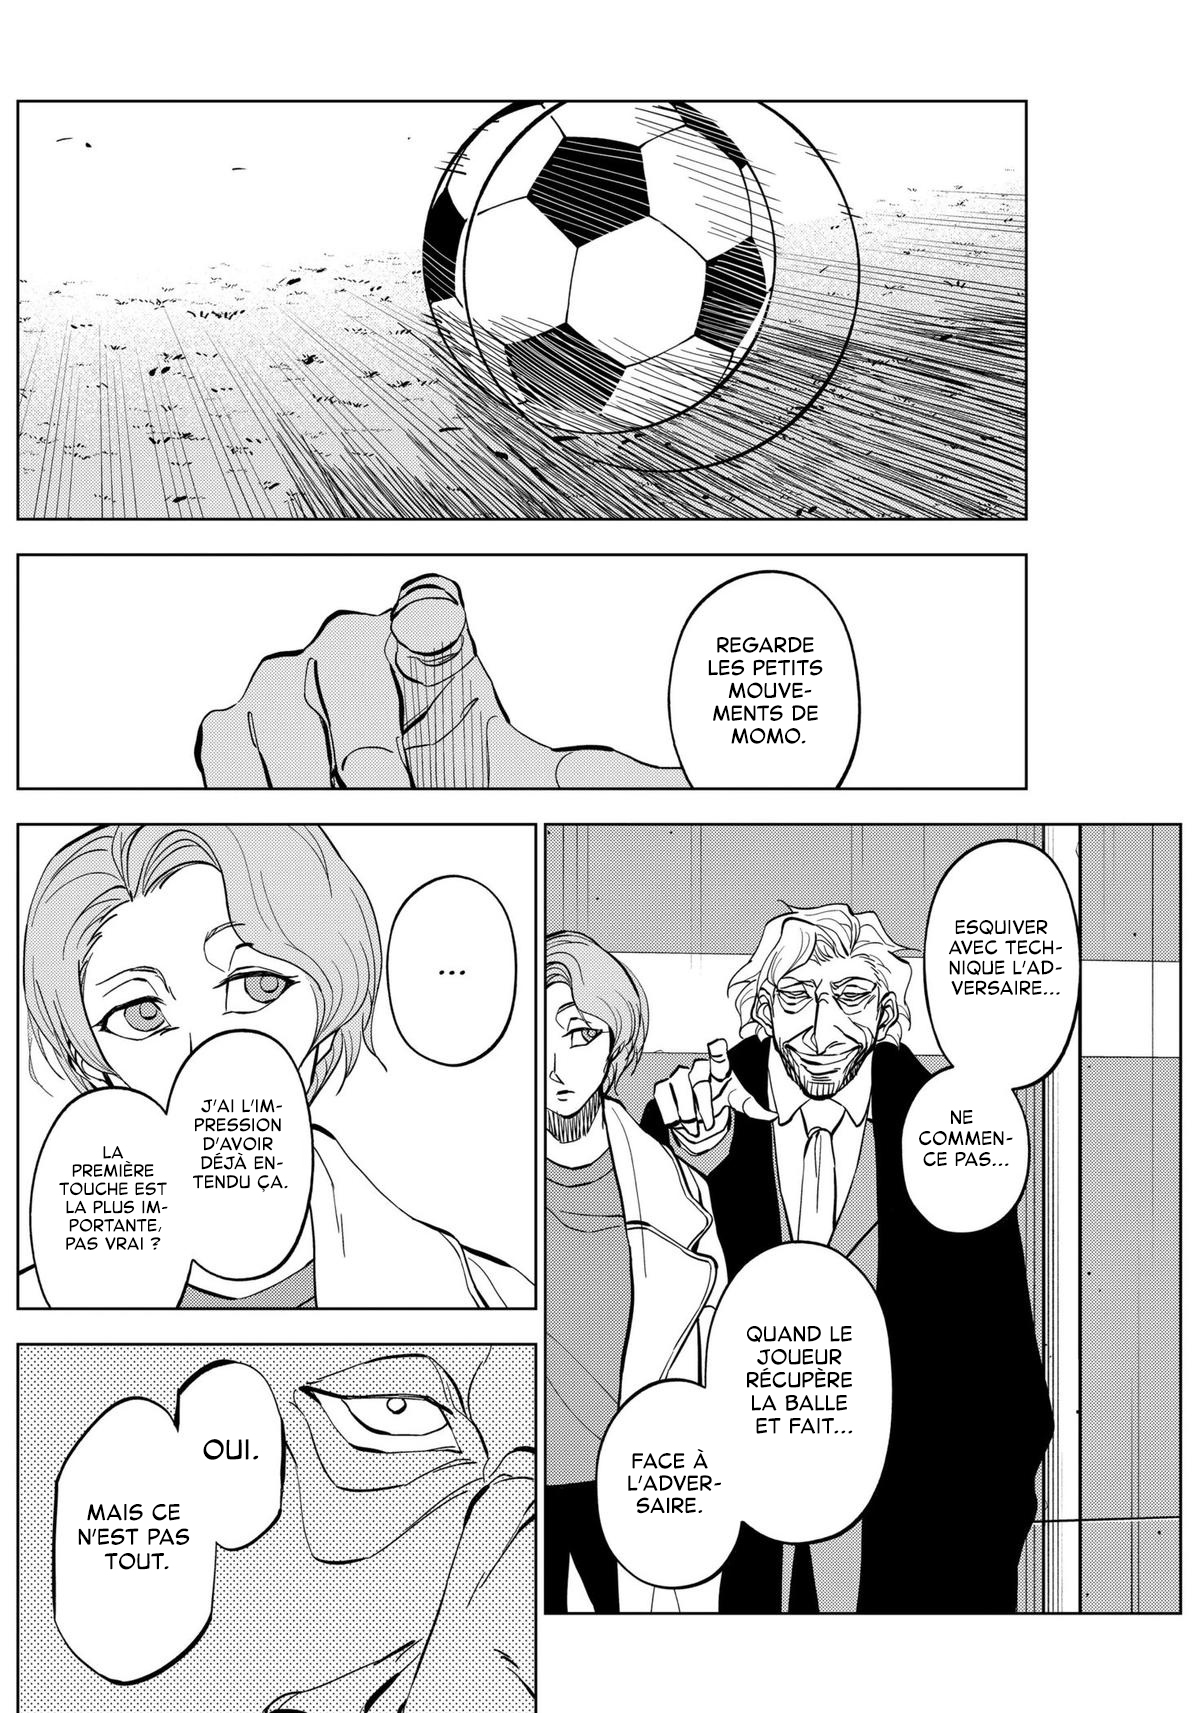 REGARDE
LES PETITS
MOUVE-
MENTS DE
MOMO.
ESQUIVER
AVEC TECH-
NIQUE L'AD-
VERSAIRE...
NE
COMMEN-
CE PAS...
QUAND LE
JOUEUR
RÉCUPÈRE
LA BALLE
ET FAIT...
FACE À
L'ADVER-
SAIRE.
...
J'AI L'IM-
PRESSION
D'AVOIR
DÉJÀ EN-
TENDU ÇA.
LA
PREMIÈRE
TOUCHE EST
LA PLUS IM-
PORTANTE,
PAS VRAI ?
OUI.
MAIS CE
N'EST PAS
TOUT.